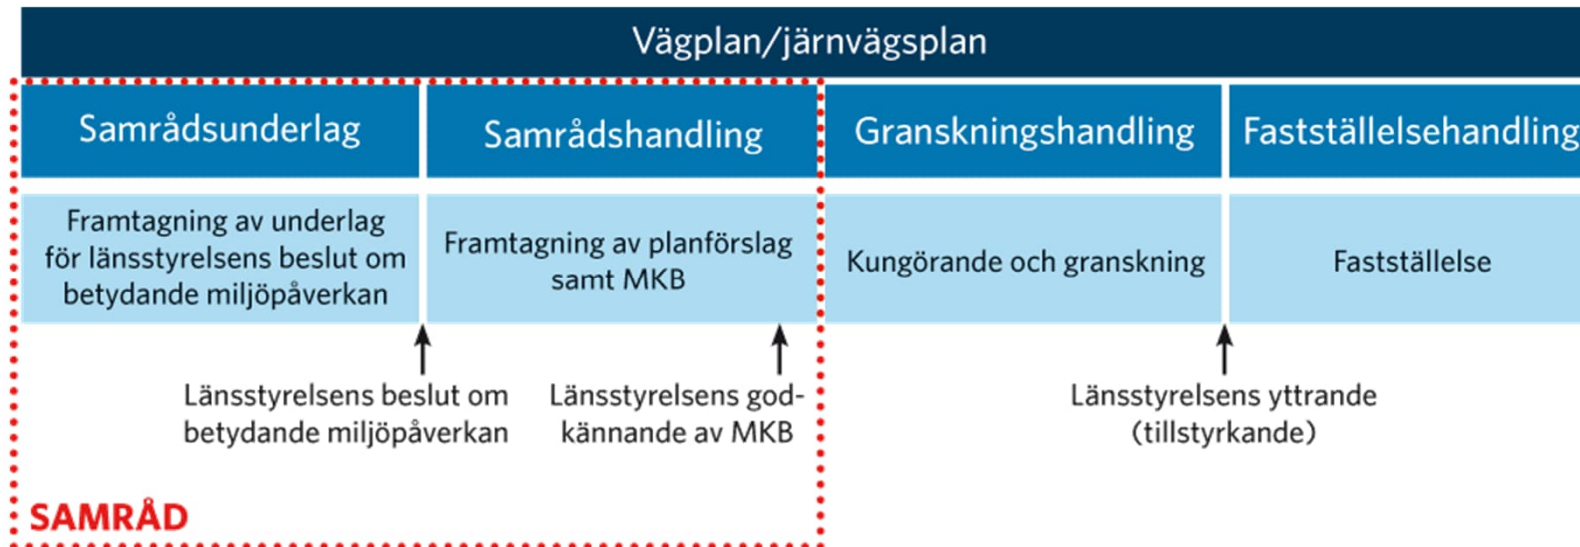 Vägplan/järnvägsplan
Samrådsunderlag
Samrådshandling
Granskningshandling
Fastställelsehandling
Framtagning av underlag
för länsstyrelsens beslut om
betydande miljöpåverkan
Framtagning av planförslag
samt MKB
Kungörande och granskning
Fastställelse
Länsstyrelsens beslut om
betydande miljöpåverkan
Länsstyrelsens god-
kännande av MKB
Länsstyrelsens yttrande
(tillstyrkande)
SAMRÅD